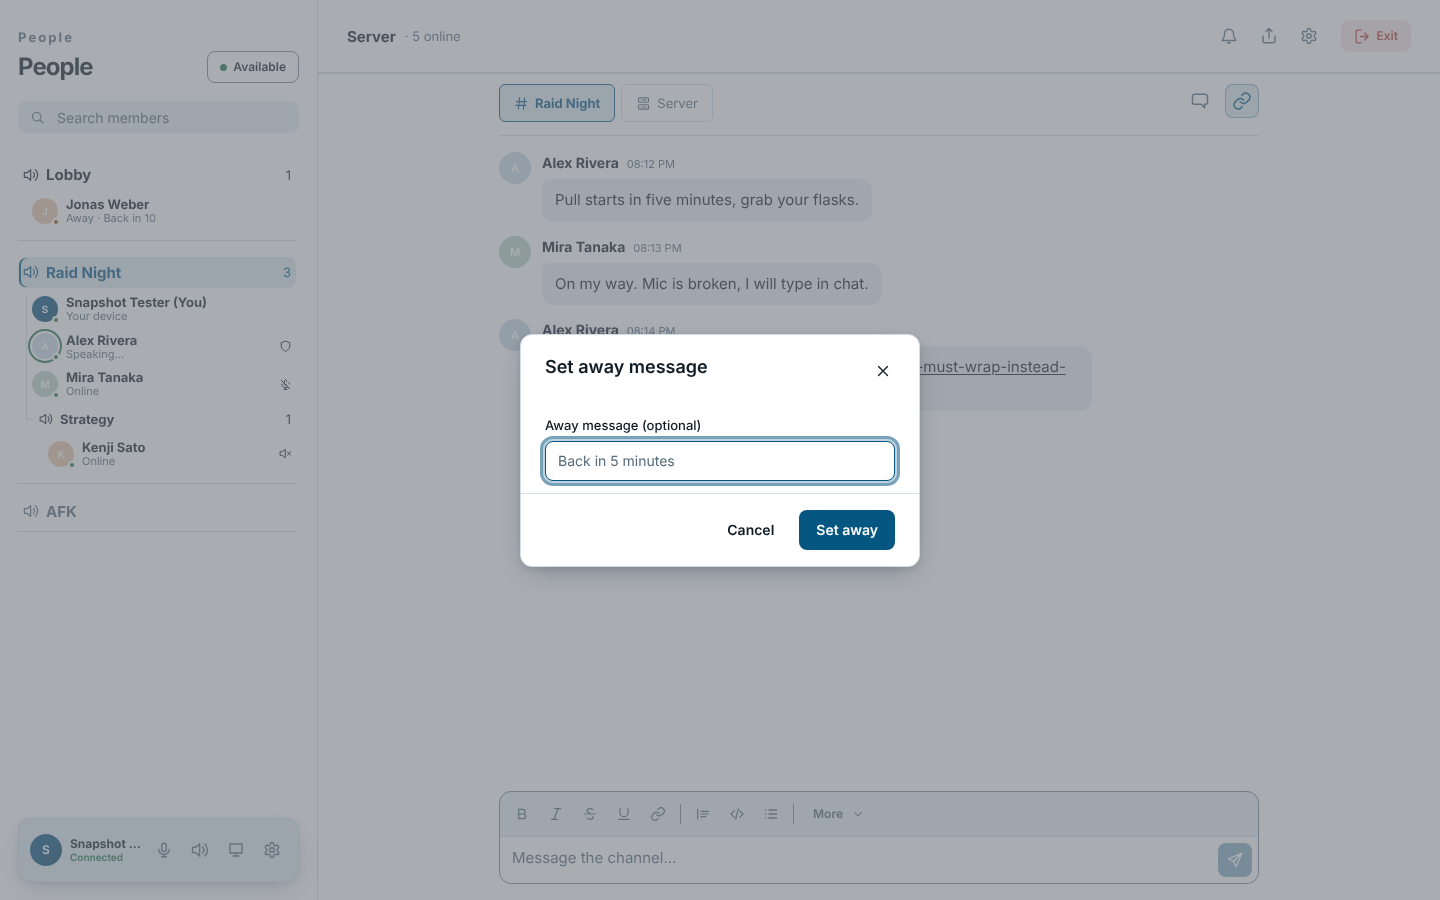 People
People
Available
Search members
Lobby 1
J
Jonas Weber
Away · Back in 10
Raid Night 3
S
Snapshot Tester (You)
Your device
A
Alex Rivera
Speaking...
M
Mira Tanaka
Online
Strategy 1
K
Kenji Sato
Online
AFK
S
Snapshot ...
Connected
Server · 5 online
Exit
Raid Night
Server
A
Alex Rivera 08:12 PM
Pull starts in five minutes, grab your flasks.
M
Mira Tanaka 08:13 PM
On my way. Mic is broken, I will type in chat.
A
Alex Rivera 08:14 PM
-must-wrap-instead-
Set away message
Away message (optional)
Back in 5 minutes
Cancel
Set away
More
Message the channel...